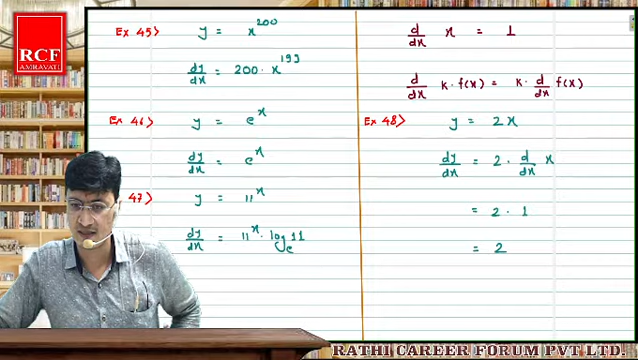 RCF
AMRAVATI
Ex 45) y = x^200
dy/dx = 200 · x^199
Ex 46) y = e^x
dy/dx = e^x
47) y = 11^x
dy/dx = 11^x · log_e 11
d/dx x = 1
d/dx K · f(x) = K · d/dx f(x)
Ex 48) y = 2x
dy/dx = 2 · d/dx x
= 2 · 1
= 2
RATHI CAREER FORUM PVT LTD.